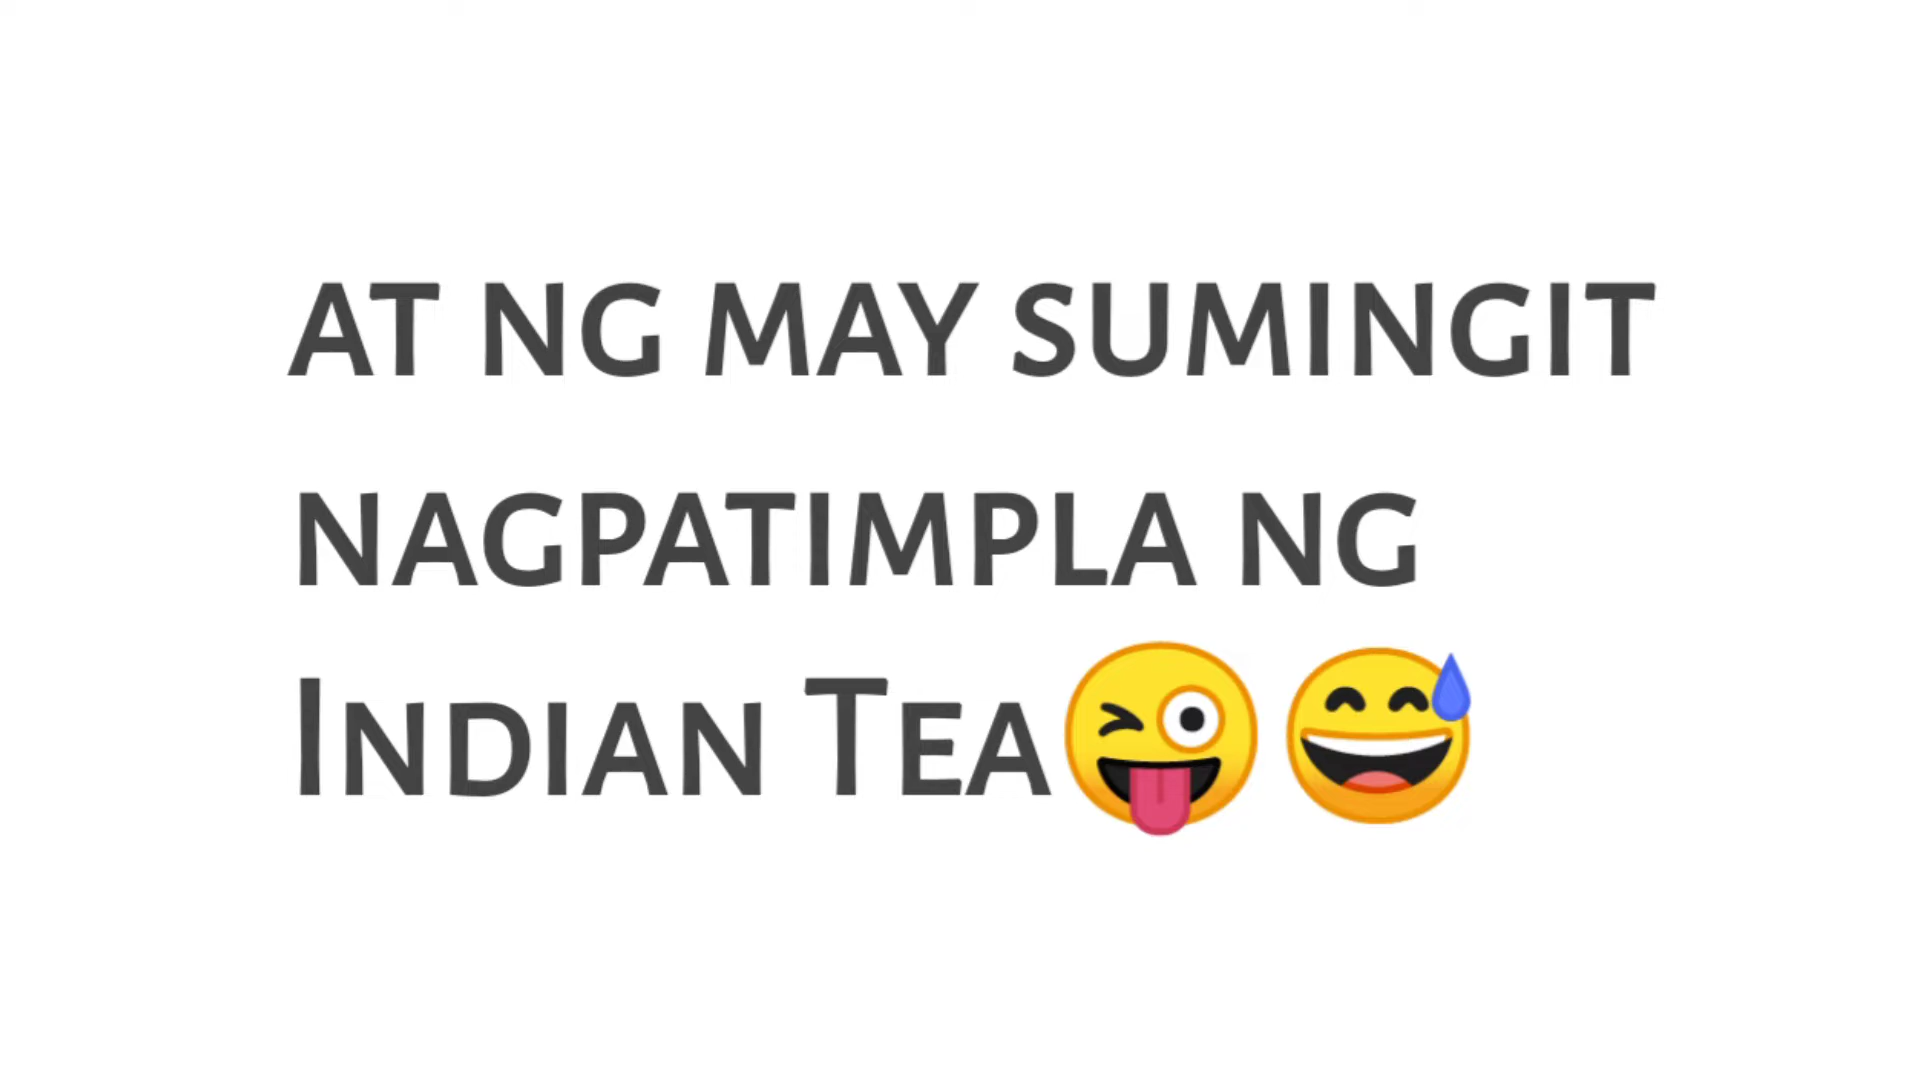 at ng may sumingit
nagpatimpla ng
Indian Tea😜😅